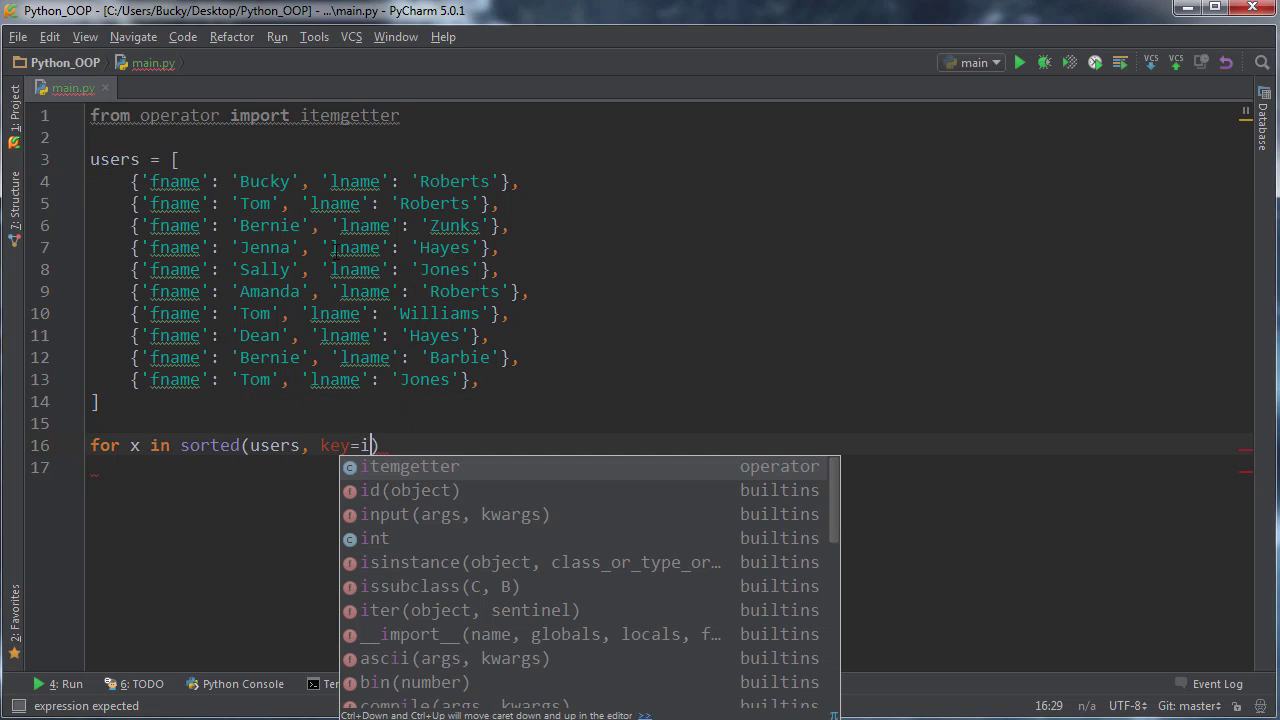 Python_OOP - [C:/Users/Bucky/Desktop/Python_OOP] - ...\main.py - PyCharm 5.0.1
File Edit View Navigate Code Refactor Run Tools VCS Window Help
Python_OOP main.py main VCS VCS
main.py
1: Project
7: Structure
2: Favorites
Database
1 from operator import itemgetter
2
3 users = [
4 {'fname': 'Bucky', 'lname': 'Roberts'},
5 {'fname': 'Tom', 'lname': 'Roberts'},
6 {'fname': 'Bernie', 'lname': 'Zunks'},
7 {'fname': 'Jenna', 'lname': 'Hayes'},
8 {'fname': 'Sally', 'lname': 'Jones'},
9 {'fname': 'Amanda', 'lname': 'Roberts'},
10 {'fname': 'Tom', 'lname': 'Williams'},
11 {'fname': 'Dean', 'lname': 'Hayes'},
12 {'fname': 'Bernie', 'lname': 'Barbie'},
13 {'fname': 'Tom', 'lname': 'Jones'},
14 ]
15
16 for x in sorted(users, key=i)
17
itemgetter operator
id(object) builtins
input(args, kwargs) builtins
int builtins
isinstance(object, class_or_type_or… builtins
issubclass(C, B) builtins
iter(object, sentinel) builtins
__import__(name, globals, locals, f… builtins
ascii(args, kwargs) builtins
bin(number) builtins
compile(args, kwargs) builtins
Ctrl+Down and Ctrl+Up will move caret down and up in the editor >> π
4: Run 6: TODO Python Console Ter Event Log
expression expected 16:29 n/a UTF-8 Git: master